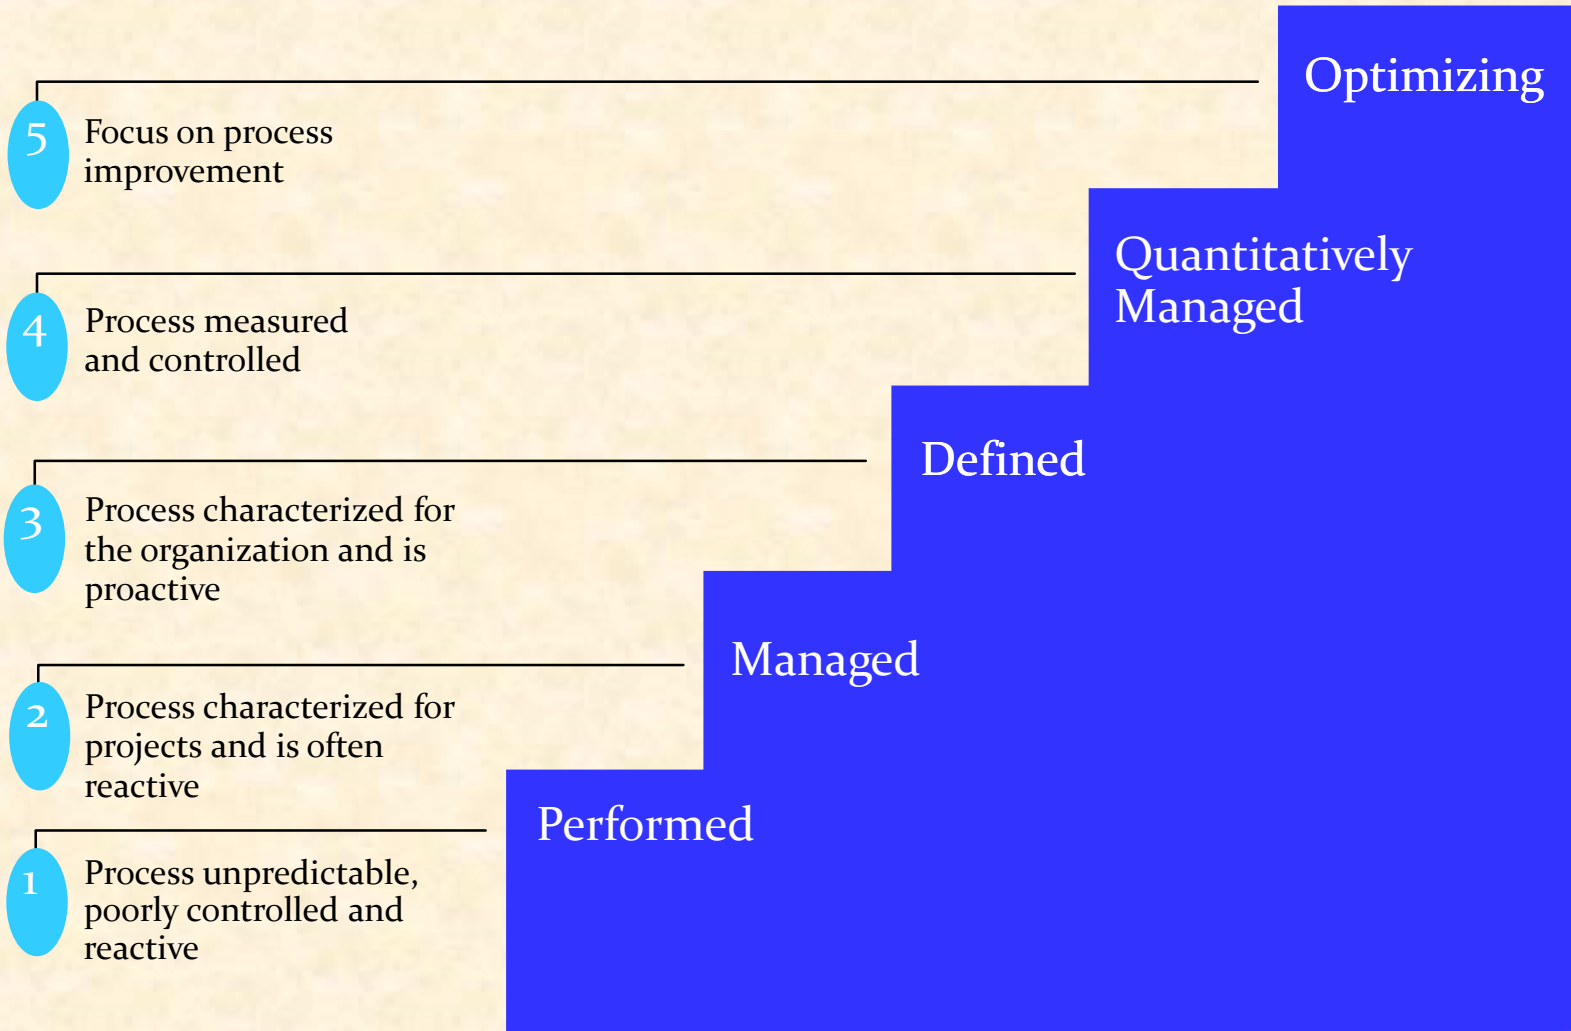 Optimizing
5
Focus on process
improvement
Quantitatively
Managed
4
Process measured
and controlled
Defined
3
Process characterized for
the organization and is
proactive
Managed
2
Process characterized for
projects and is often
reactive
Performed
1
Process unpredictable,
poorly controlled and
reactive